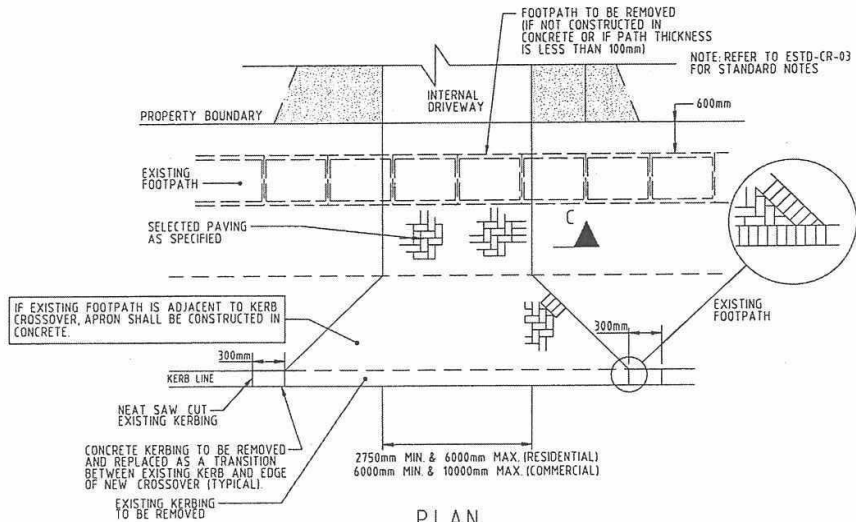 FOOTPATH TO BE REMOVED
(IF NOT CONSTRUCTED IN
CONCRETE OR IF PATH THICKNESS
IS LESS THAN 100mm)
NOTE: REFER TO ESTD-CR-03
FOR STANDARD NOTES
INTERNAL
DRIVEWAY
PROPERTY BOUNDARY
600mm
EXISTING
FOOTPATH
SELECTED PAVING
AS SPECIFIED
C
IF EXISTING FOOTPATH IS ADJACENT TO KERB
CROSSOVER, APRON SHALL BE CONSTRUCTED IN
CONCRETE.
EXISTING
FOOTPATH
300mm
300mm
KERB LINE
NEAT SAW CUT
EXISTING KERBING
CONCRETE KERBING TO BE REMOVED
AND REPLACED AS A TRANSITION
BETWEEN EXISTING KERB AND EDGE
OF NEW CROSSOVER (TYPICAL).
2750mm MIN. & 6000mm MAX. (RESIDENTIAL)
6000mm MIN. & 10000mm MAX. (COMMERCIAL)
EXISTING KERBING
TO BE REMOVED
PLAN